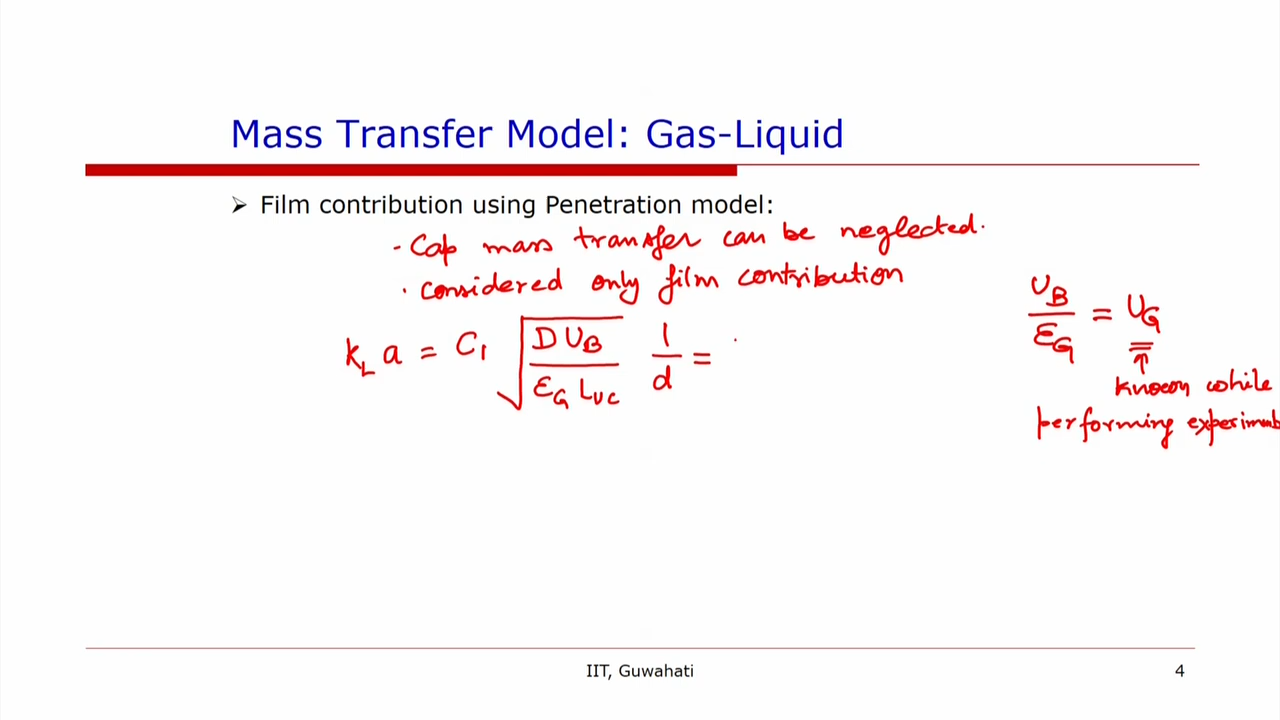 Mass Transfer Model: Gas-Liquid
➢ Film contribution using Penetration model:
- Cap mass transfer can be neglected.
· Considered only film contribution
k_L a = C_1 √(D U_B / ε_G L_UC) 1/d =
U_B / ε_G = U_G
↑
known while
performing experiments
IIT, Guwahati
4